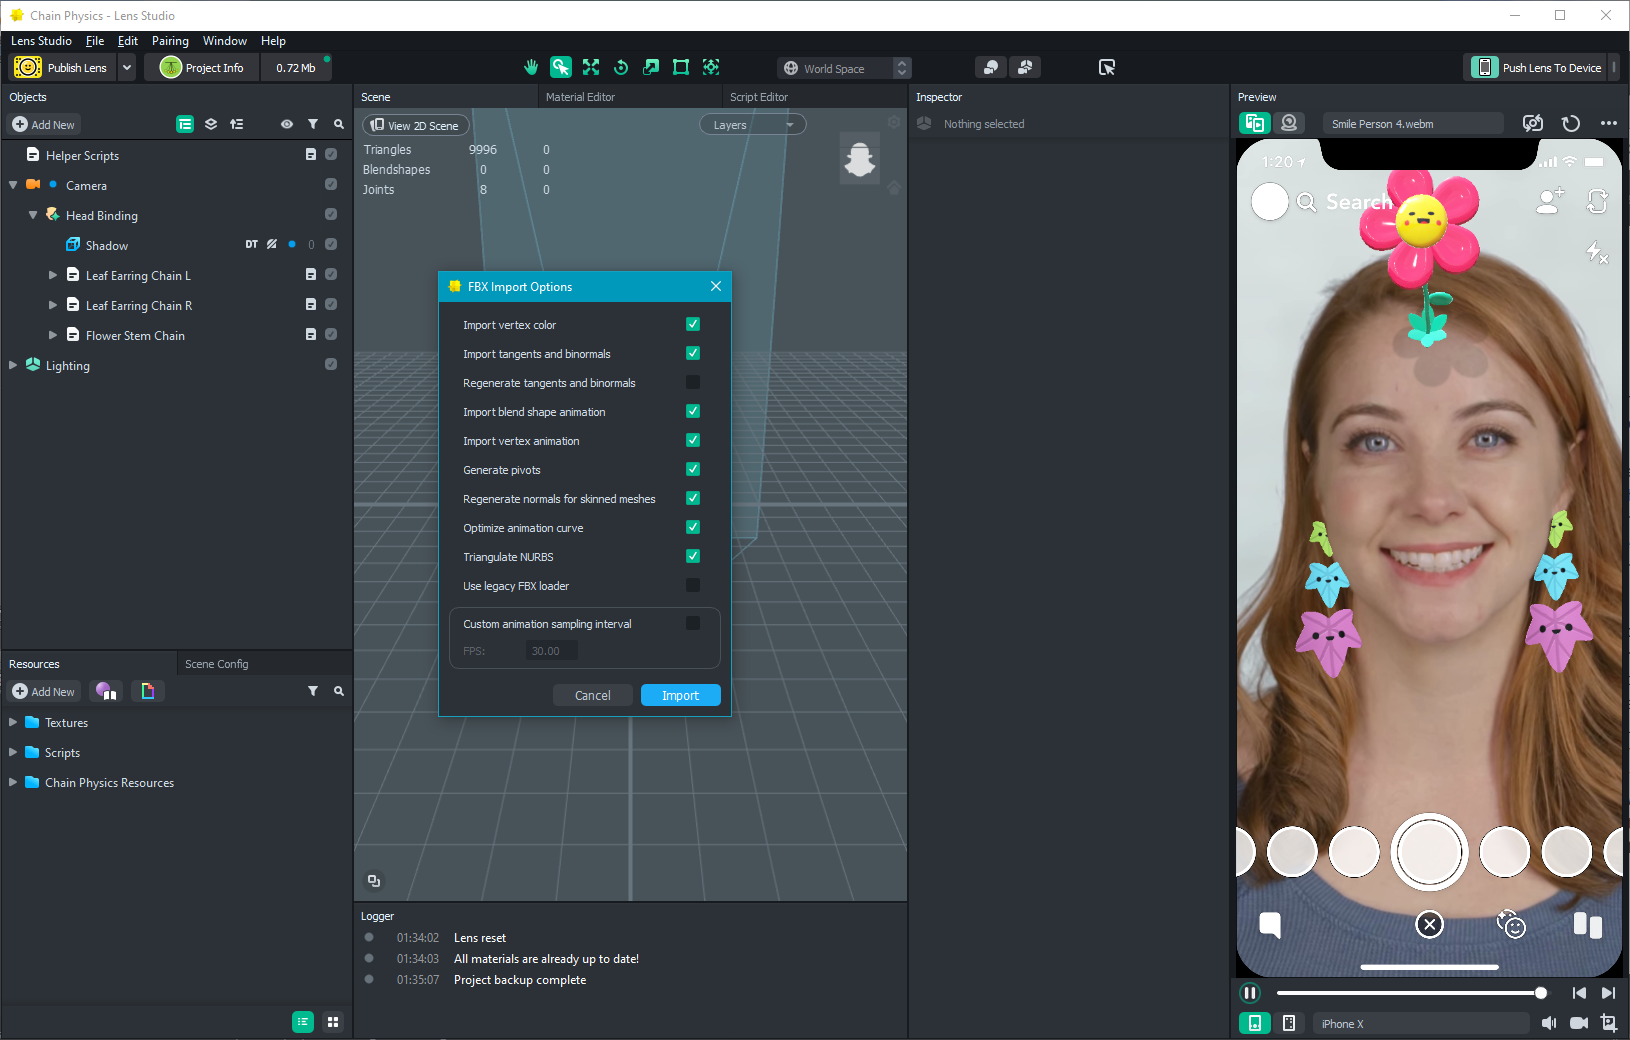 Chain Physics - Lens Studio
Lens Studio File Edit Pairing Window Help
Publish Lens Project Info 0.72 Mb World Space Push Lens To Device
Objects
Add New
Helper Scripts
Camera
Head Binding
Shadow DT 0
Leaf Earring Chain L
Leaf Earring Chain R
Flower Stem Chain
Lighting
Resources Scene Config
Add New
Textures
Scripts
Chain Physics Resources
Scene Material Editor Script Editor
View 2D Scene Layers
Triangles 9996 0
Blendshapes 0 0
Joints 8 0
FBX Import Options
Import vertex color
Import tangents and binormals
Regenerate tangents and binormals
Import blend shape animation
Import vertex animation
Generate pivots
Regenerate normals for skinned meshes
Optimize animation curve
Triangulate NURBS
Use legacy FBX loader
Custom animation sampling interval
FPS: 30.00
Cancel Import
Logger
01:34:02 Lens reset
01:34:03 All materials are already up to date!
01:35:07 Project backup complete
Inspector
Nothing selected
Preview
Smile Person 4.webm
1:20
Search
iPhone X